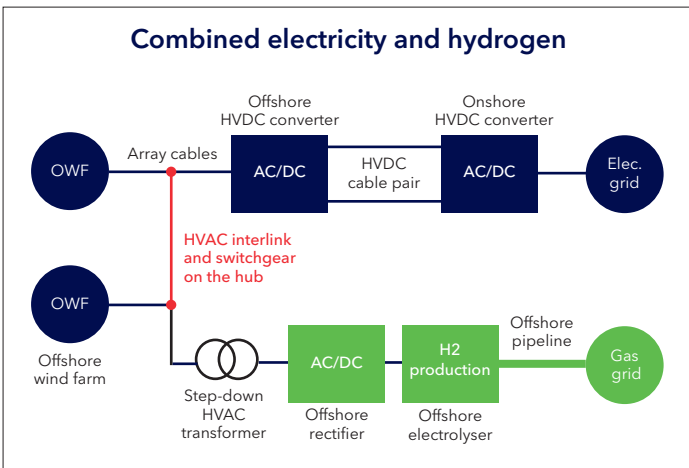 Combined electricity and hydrogen
Offshore
HVDC converter
Onshore
HVDC converter
OWF
Array cables
AC/DC
HVDC
cable pair
AC/DC
Elec.
grid
HVAC interlink
and switchgear
on the hub
OWF
Offshore
wind farm
Step-down
HVAC
transformer
AC/DC
Offshore
rectifier
H2
production
Offshore
electrolyser
Offshore
pipeline
Gas
grid